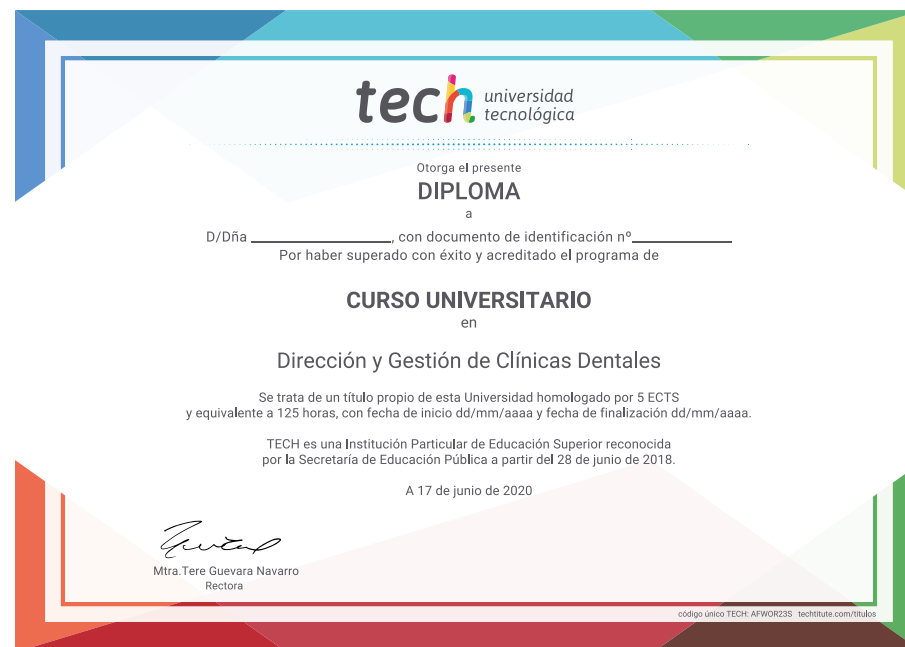 tech universidad
tecnológica
Otorga el presente
DIPLOMA
a
D/Dña ________________, con documento de identificación nº____________
Por haber superado con éxito y acreditado el programa de
CURSO UNIVERSITARIO
en
Dirección y Gestión de Clínicas Dentales
Se trata de un título propio de esta Universidad homologado por 5 ECTS
y equivalente a 125 horas, con fecha de inicio dd/mm/aaaa y fecha de finalización dd/mm/aaaa.
TECH es una Institución Particular de Educación Superior reconocida
por la Secretaría de Educación Pública a partir del 28 de junio de 2018.
A 17 de junio de 2020
Mtra.Tere Guevara Navarro
Rectora
código único TECH: AFWOR23S techtitute.com/titulos